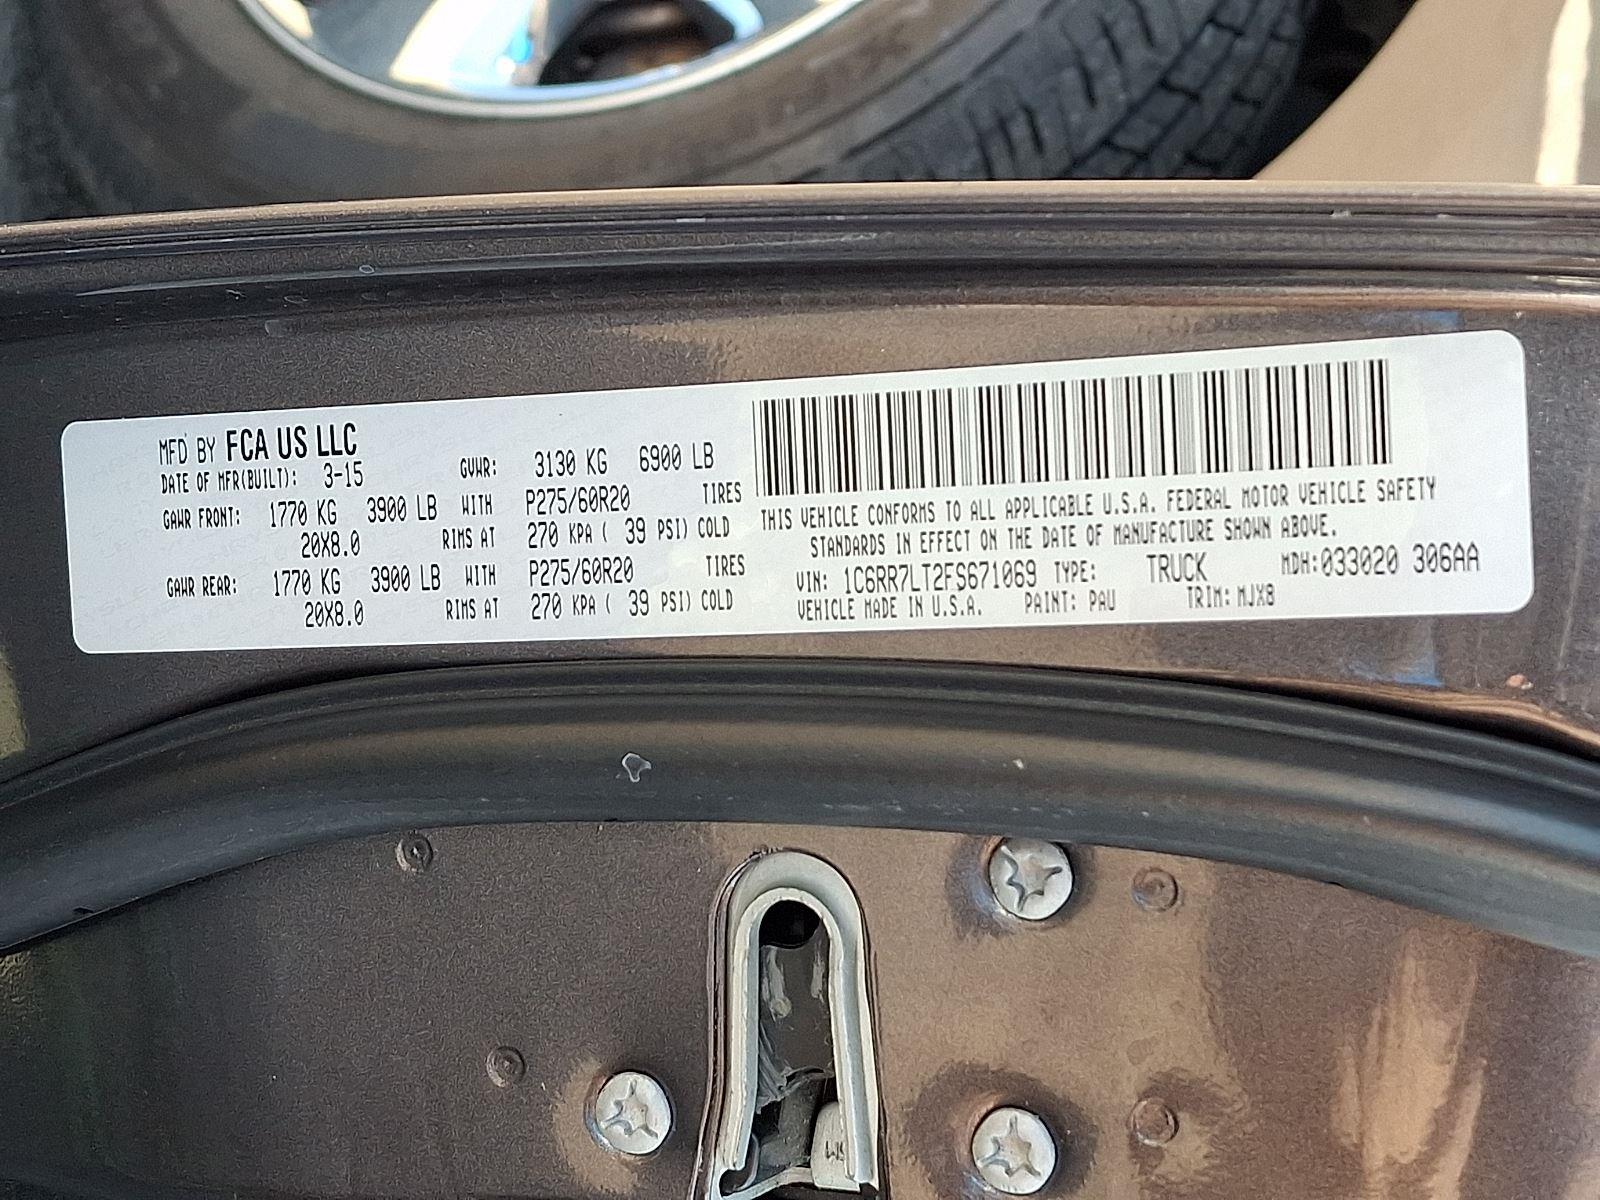 MFD BY FCA US LLC
DATE OF MFR(BUILT): 3-15 GVWR: 3130 KG 6900 LB
GAWR FRONT: 1770 KG 3900 LB WITH P275/60R20 TIRES
20X8.0 RIMS AT 270 KPA ( 39 PSI) COLD
GAWR REAR: 1770 KG 3900 LB WITH P275/60R20 TIRES
20X8.0 RIMS AT 270 KPA ( 39 PSI) COLD
THIS VEHICLE CONFORMS TO ALL APPLICABLE U.S.A. FEDERAL MOTOR VEHICLE SAFETY
STANDARDS IN EFFECT ON THE DATE OF MANUFACTURE SHOWN ABOVE.
VIN: 1C6RR7LT2FS671069 TYPE: TRUCK MDH:033020 306AA
VEHICLE MADE IN U.S.A. PAINT: PAU TRIM: MJX8